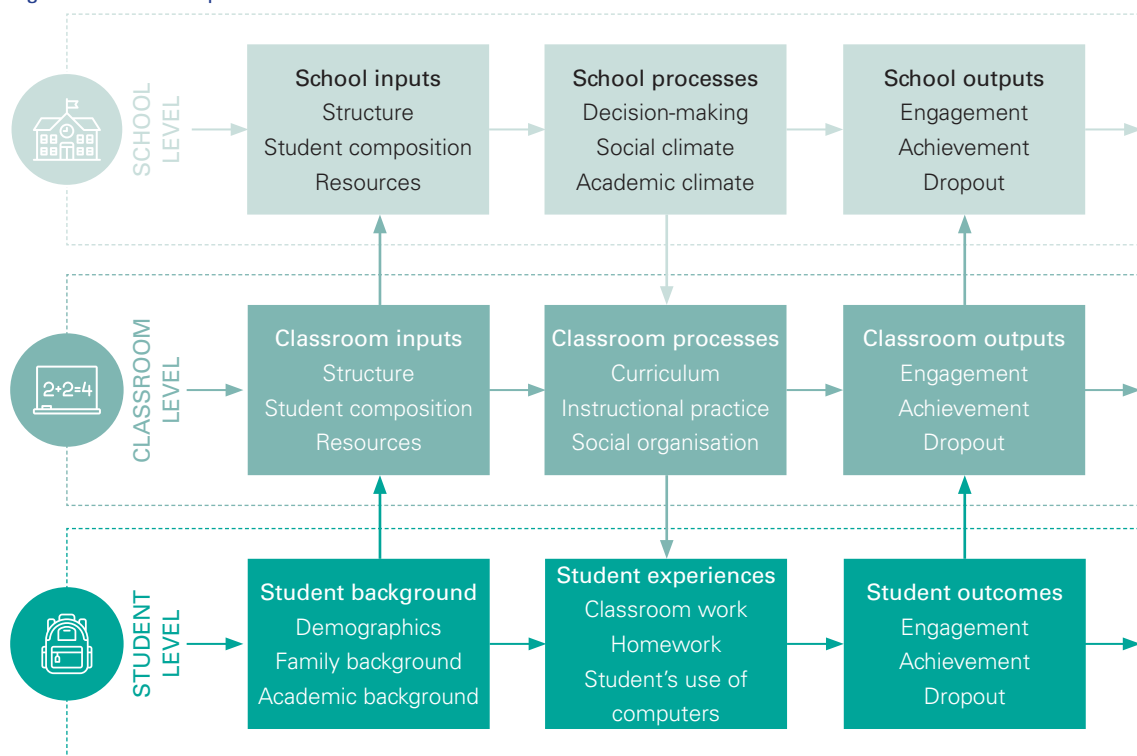 SCHOOL
LEVEL
School inputs
Structure
Student composition
Resources
School processes
Decision-making
Social climate
Academic climate
School outputs
Engagement
Achievement
Dropout
CLASSROOM
LEVEL
2+2=4
Classroom inputs
Structure
Student composition
Resources
Classroom processes
Curriculum
Instructional practice
Social organisation
Classroom outputs
Engagement
Achievement
Dropout
STUDENT
LEVEL
Student background
Demographics
Family background
Academic background
Student experiences
Classroom work
Homework
Student’s use of
computers
Student outcomes
Engagement
Achievement
Dropout